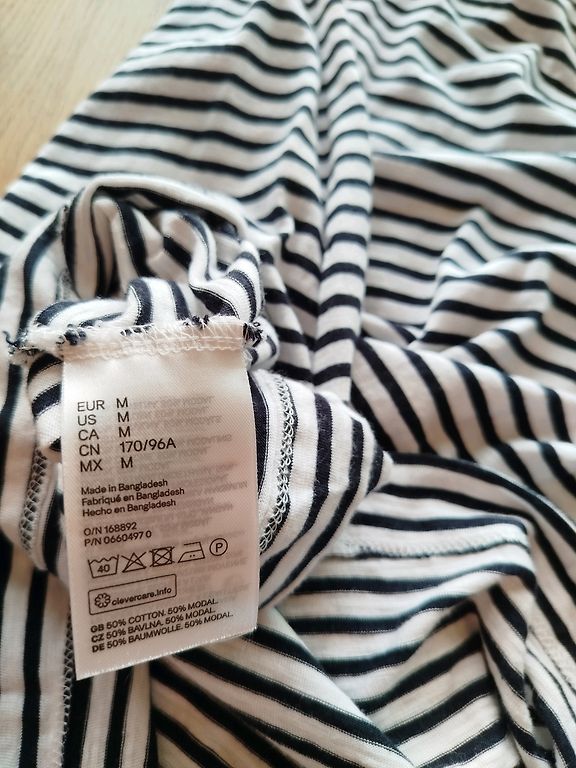 EUR M
US M
CA M
CN 170/96A
MX M
Made in Bangladesh
Fabriqué en Bangladesh
Hecho en Bangladesh
O/N 168892
P/N 0660497 0
40 P
clevercare.info
GB 50% COTTON. 50% MODAL.
CZ 50% BAVLNA. 50% MODAL.
DE 50% BAUMWOLLE. 50% MODAL.